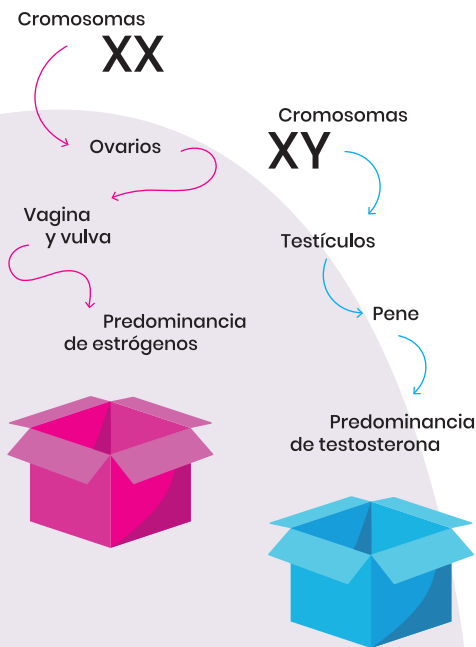 Cromosomas
XX
Ovarios
Vagina
y vulva
Predominancia
de estrógenos
Cromosomas
XY
Testículos
Pene
Predominancia
de testosterona